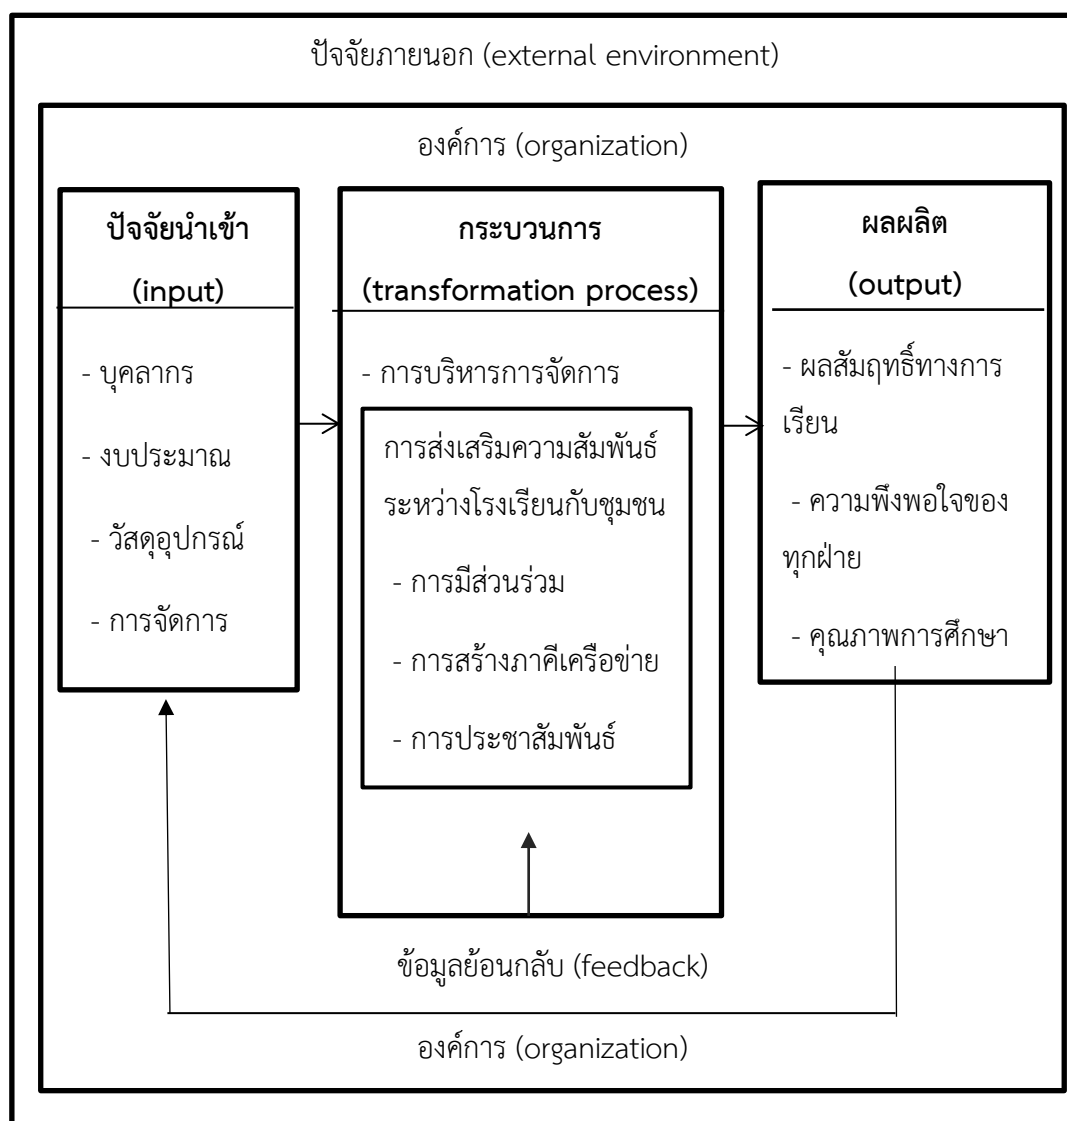 ปัจจัยภายนอก (external environment)
องค์การ (organization)
ปัจจัยนำเข้า
(input)
- บุคลากร
- งบประมาณ
- วัสดุอุปกรณ์
- การจัดการ
กระบวนการ
(transformation process)
- การบริหารการจัดการ
การส่งเสริมความสัมพันธ์
ระหว่างโรงเรียนกับชุมชน
- การมีส่วนร่วม
- การสร้างภาคีเครือข่าย
- การประชาสัมพันธ์
ผลผลิต
(output)
- ผลสัมฤทธิ์ทางการ
เรียน
- ความพึงพอใจของ
ทุกฝ่าย
- คุณภาพการศึกษา
ข้อมูลย้อนกลับ (feedback)
องค์การ (organization)